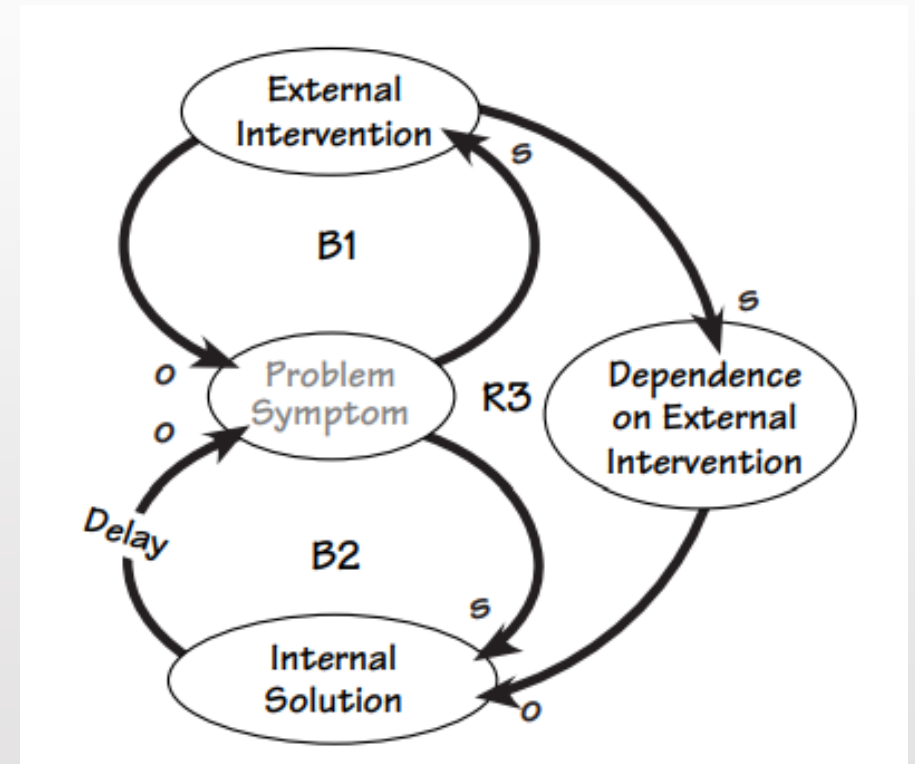 External
Intervention
s
B1
s
o
Problem
Symptom
R3
Dependence
on External
Intervention
o
Delay
B2
s
Internal
Solution
o